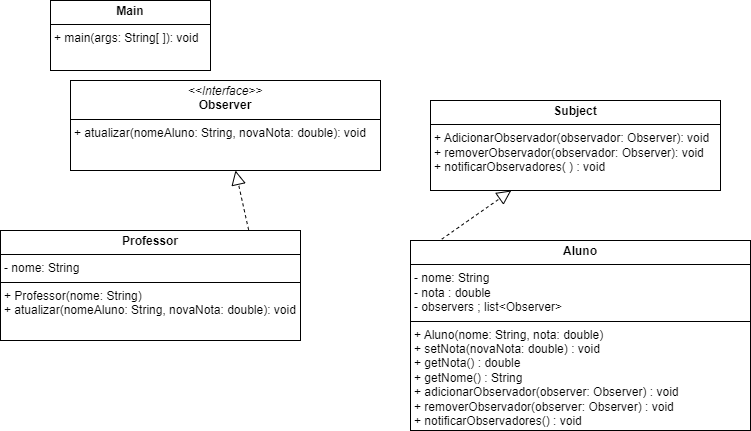 Main
+ main(args: String[ ]): void
<<Interface>>
Observer
+ atualizar(nomeAluno: String, novaNota: double): void
Subject
+ AdicionarObservador(observador: Observer): void
+ removerObservador(observador: Observer): void
+ notificarObservadores( ) : void
Professor
- nome: String
+ Professor(nome: String)
+ atualizar(nomeAluno: String, novaNota: double): void
Aluno
- nome: String
- nota : double
- observers ; list<Observer>
+ Aluno(nome: String, nota: double)
+ setNota(novaNota: double) : void
+ getNota() : double
+ getNome() : String
+ adicionarObservador(observer: Observer) : void
+ removerObservador(observer: Observer) : void
+ notificarObservadores() : void